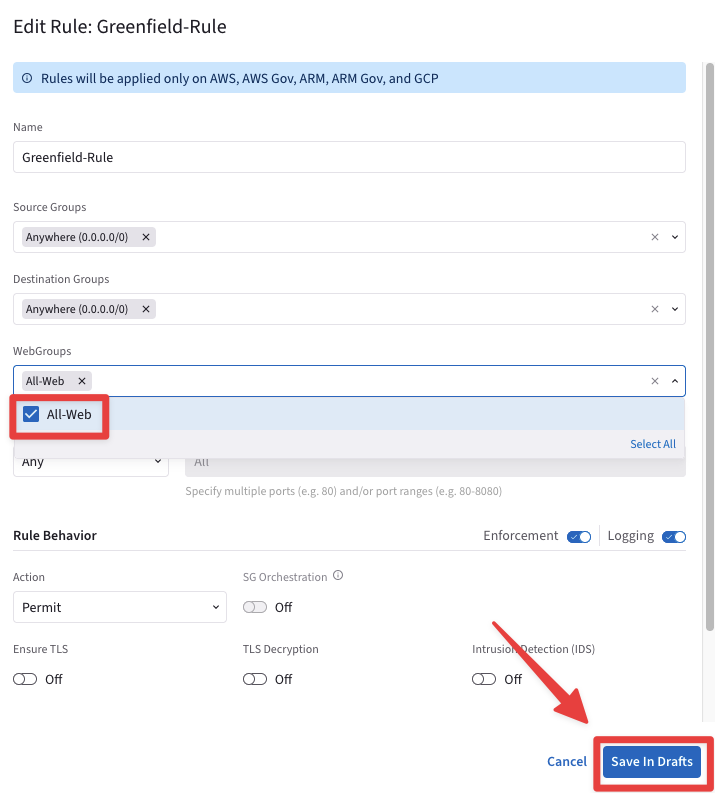 Edit Rule: Greenfield-Rule
Rules will be applied only on AWS, AWS Gov, ARM, ARM Gov, and GCP
Name
Greenfield-Rule
Source Groups
Anywhere (0.0.0.0/0)
Destination Groups
Anywhere (0.0.0.0/0)
WebGroups
All-Web
All-Web
Select All
Any All
Specify multiple ports (e.g. 80) and/or port ranges (e.g. 80-8080)
Rule Behavior Enforcement Logging
Action SG Orchestration
Permit Off
Ensure TLS TLS Decryption Intrusion Detection (IDS)
Off Off Off
Cancel Save In Drafts